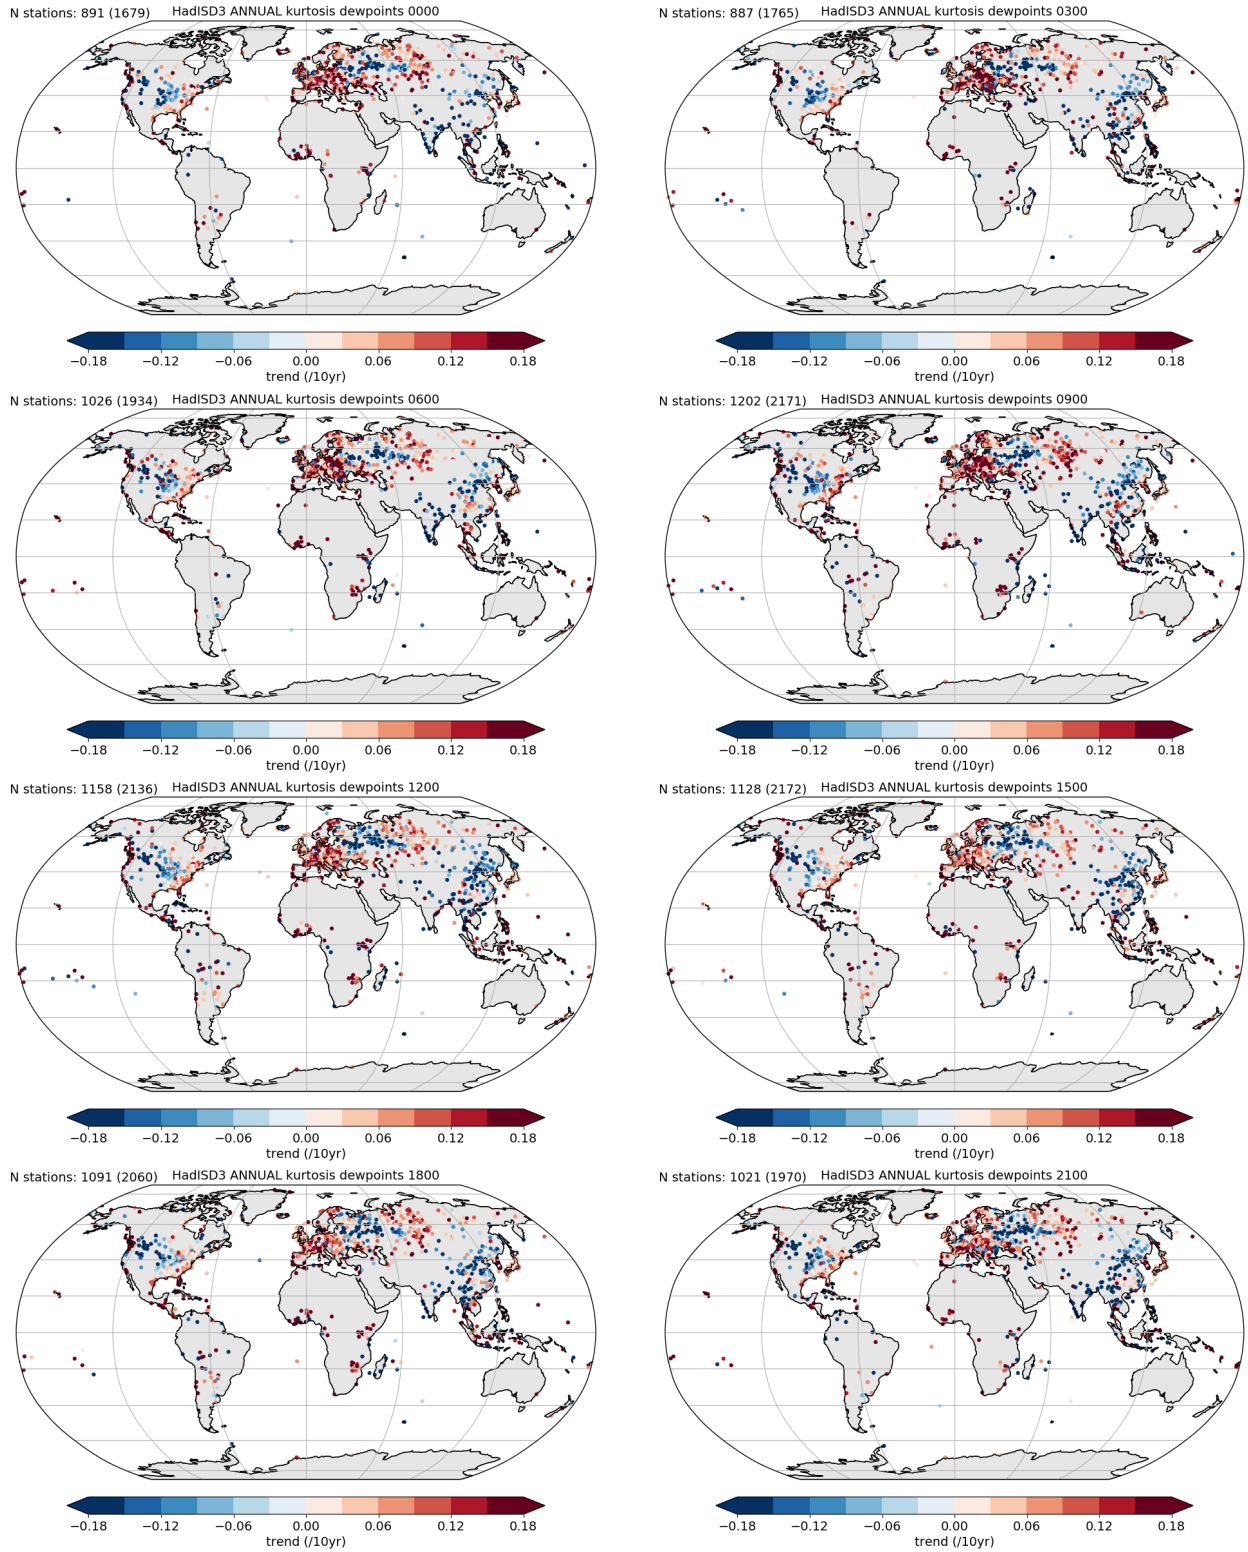 N stations: 891 (1679) HadISD3 ANNUAL kurtosis dewpoints 0000
−0.18 −0.12 −0.06 0.00 0.06 0.12 0.18
trend (/10yr)
N stations: 887 (1765) HadISD3 ANNUAL kurtosis dewpoints 0300
−0.18 −0.12 −0.06 0.00 0.06 0.12 0.18
trend (/10yr)
N stations: 1026 (1934) HadISD3 ANNUAL kurtosis dewpoints 0600
−0.18 −0.12 −0.06 0.00 0.06 0.12 0.18
trend (/10yr)
N stations: 1202 (2171) HadISD3 ANNUAL kurtosis dewpoints 0900
−0.18 −0.12 −0.06 0.00 0.06 0.12 0.18
trend (/10yr)
N stations: 1158 (2136) HadISD3 ANNUAL kurtosis dewpoints 1200
−0.18 −0.12 −0.06 0.00 0.06 0.12 0.18
trend (/10yr)
N stations: 1128 (2172) HadISD3 ANNUAL kurtosis dewpoints 1500
−0.18 −0.12 −0.06 0.00 0.06 0.12 0.18
trend (/10yr)
N stations: 1091 (2060) HadISD3 ANNUAL kurtosis dewpoints 1800
−0.18 −0.12 −0.06 0.00 0.06 0.12 0.18
trend (/10yr)
N stations: 1021 (1970) HadISD3 ANNUAL kurtosis dewpoints 2100
−0.18 −0.12 −0.06 0.00 0.06 0.12 0.18
trend (/10yr)